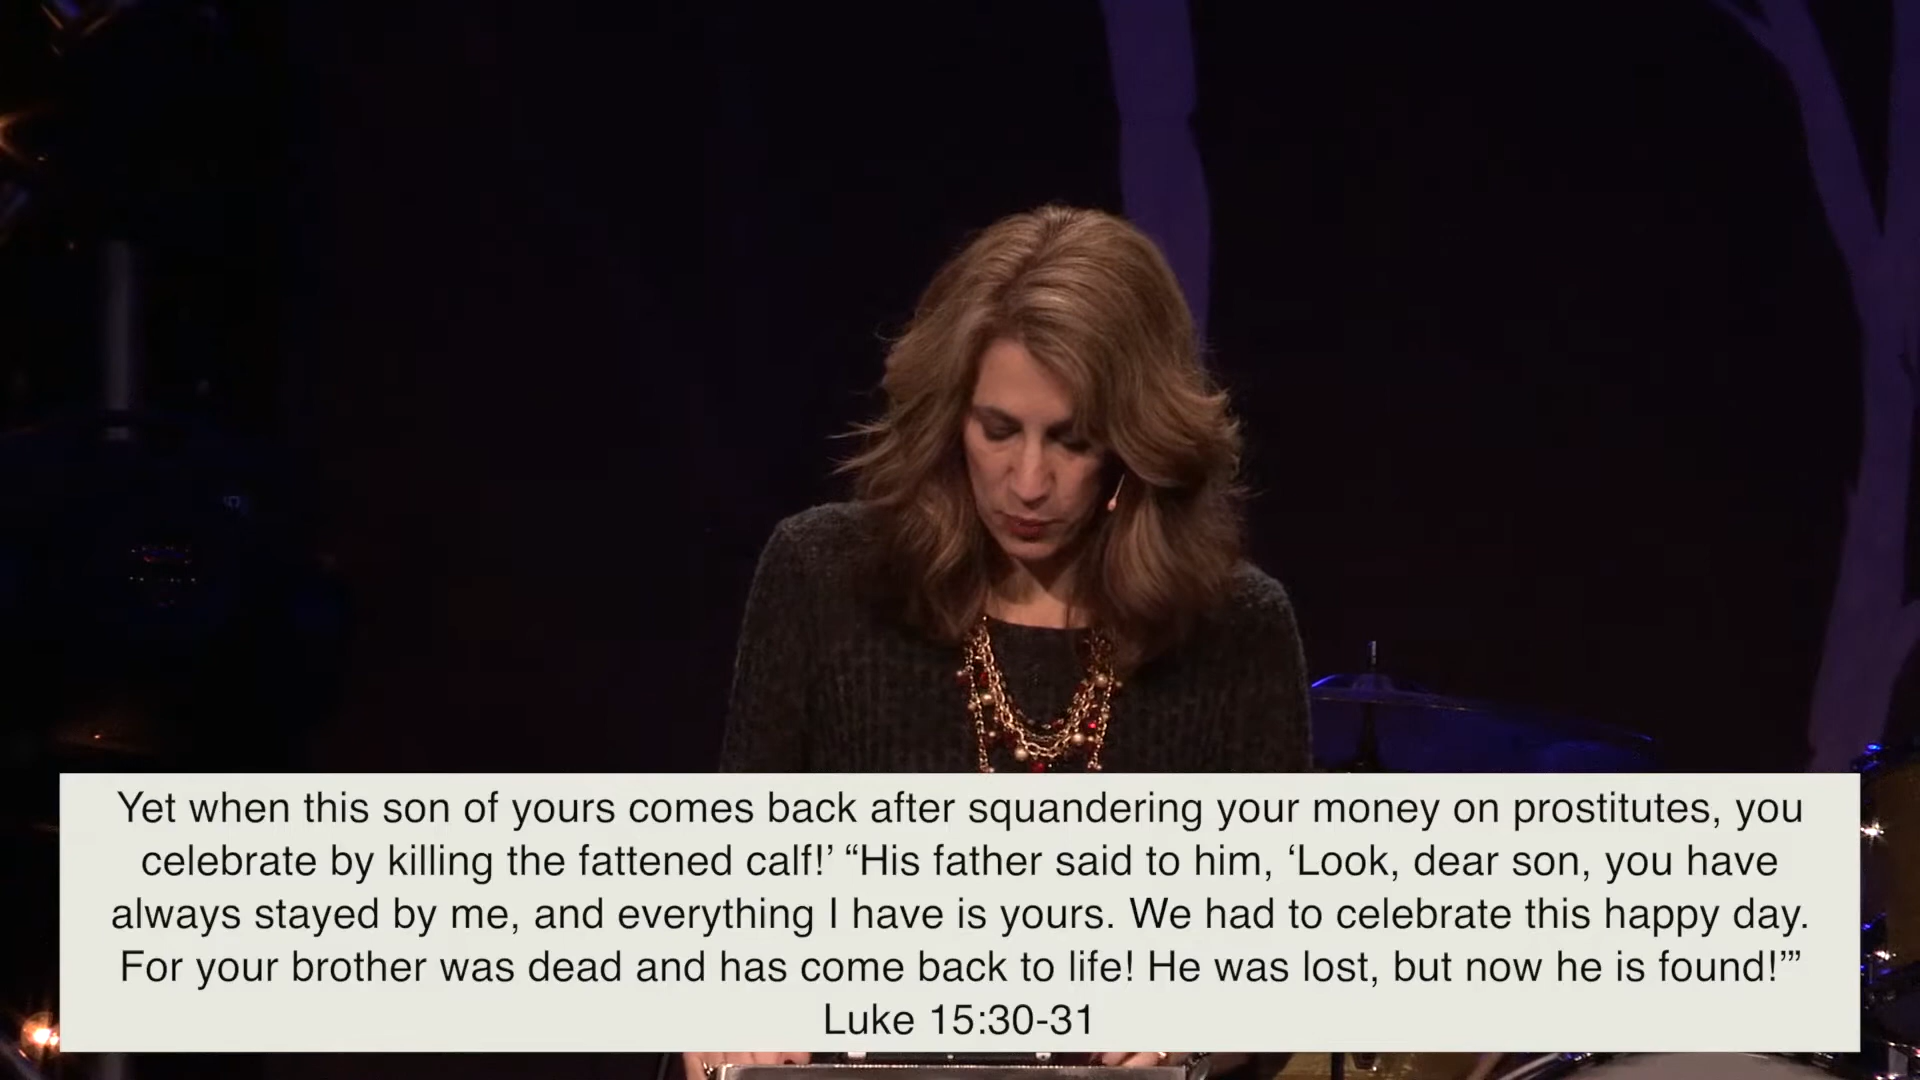 Yet when this son of yours comes back after squandering your money on prostitutes, you
celebrate by killing the fattened calf!’ “His father said to him, ‘Look, dear son, you have
always stayed by me, and everything I have is yours. We had to celebrate this happy day.
For your brother was dead and has come back to life! He was lost, but now he is found!’”
Luke 15:30-31